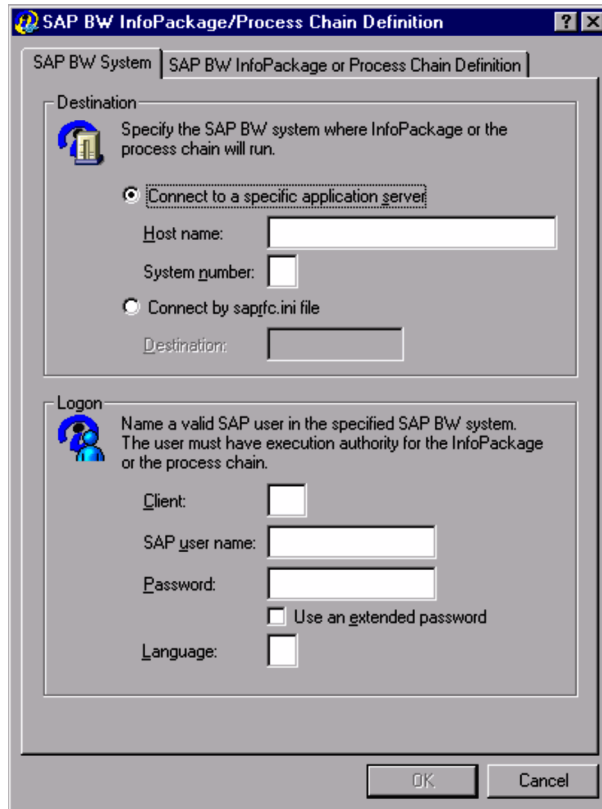 SAP BW InfoPackage/Process Chain Definition
SAP BW System
SAP BW InfoPackage or Process Chain Definition
Destination
Specify the SAP BW system where InfoPackage or the
process chain will run.
Connect to a specific application server
Host name:
System number:
Connect by saprfc.ini file
Destination:
Logon
Name a valid SAP user in the specified SAP BW system.
The user must have execution authority for the InfoPackage
or the process chain.
Client:
SAP user name:
Password:
Use an extended password
Language:
OK
Cancel